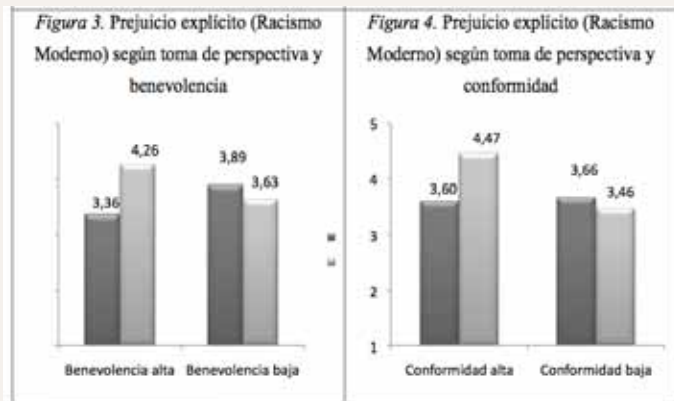 Figura 3. Prejuicio explícito (Racismo
Moderno) según toma de perspectiva y
benevolencia
4,26
3,89
3,36
3,63
Benevolencia alta
Benevolencia baja
Figura 4. Prejuicio explícito (Racismo
Moderno) según toma de perspectiva y
conformidad
5
4
3
2
1
4,47
3,60
3,66
3,46
Conformidad alta
Conformidad baja